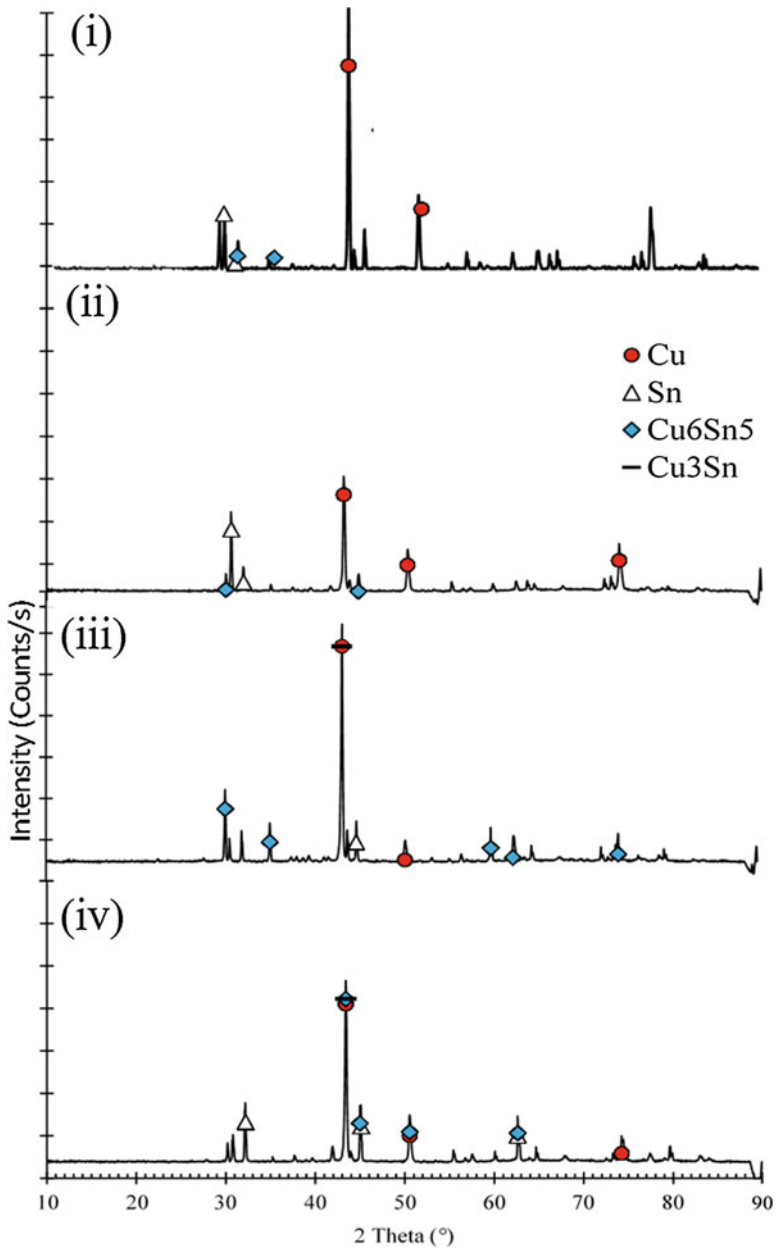 (i)
(ii)
Cu
Sn
Cu6Sn5
Cu3Sn
(iii)
Intensity (Counts/s)
(iv)
10 20 30 40 50 60 70 80 90
2 Theta (°)